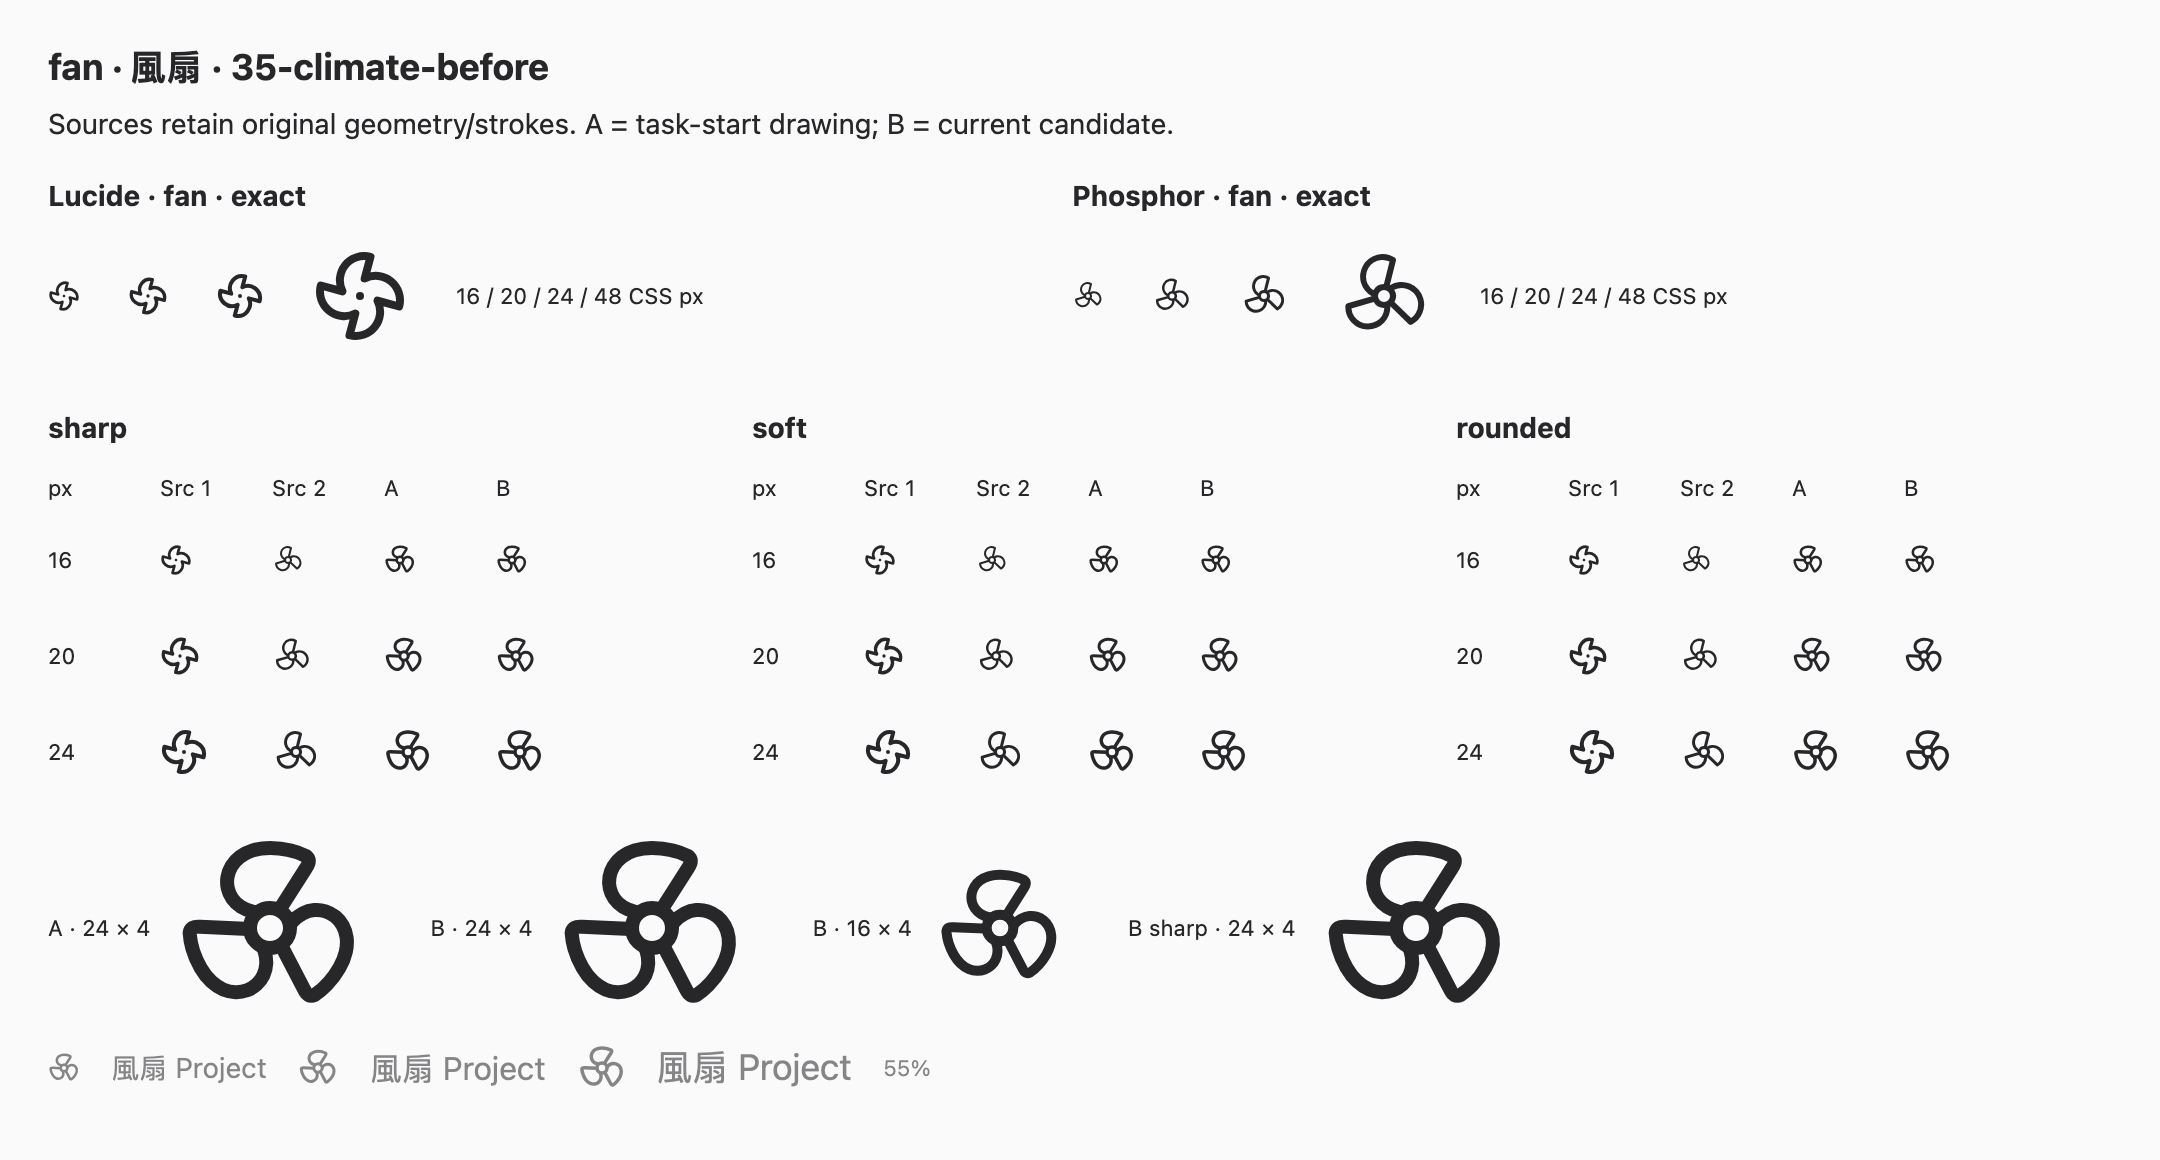 fan · 風扇 · 35-climate-before
Sources retain original geometry/strokes. A = task-start drawing; B = current candidate.
Lucide · fan · exact
16 / 20 / 24 / 48 CSS px
Phosphor · fan · exact
16 / 20 / 24 / 48 CSS px
sharp
px Src 1 Src 2 A B
16
20
24
soft
px Src 1 Src 2 A B
16
20
24
rounded
px Src 1 Src 2 A B
16
20
24
A · 24 × 4
B · 24 × 4
B · 16 × 4
B sharp · 24 × 4
風扇 Project 風扇 Project 風扇 Project 55%